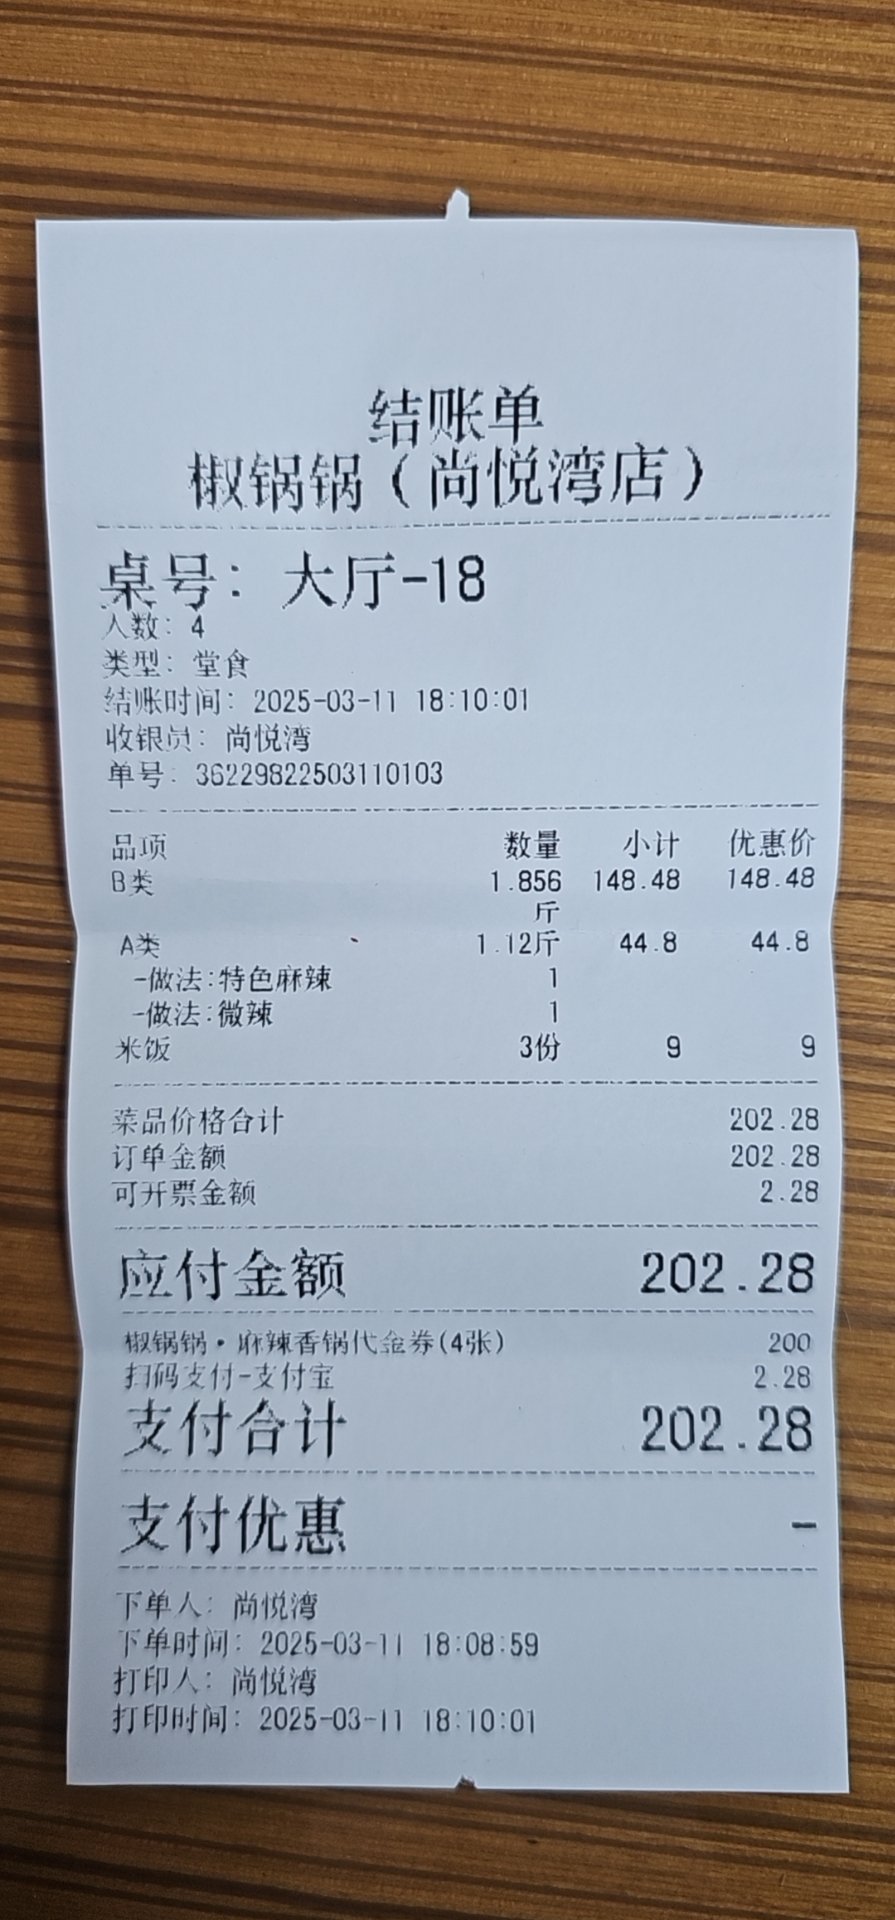 结账单
椒锅锅(尚悦湾店)
桌号: 大厅-18
人数: 4
类型: 堂食
结账时间: 2025-03-11 18:10:01
收银员: 尚悦湾
单号: 36229822503110103
品项 数量 小计 优惠价
B类 1.856 148.48 148.48
斤
A类 1.12斤 44.8 44.8
-做法:特色麻辣 1
-做法:微辣 1
米饭 3份 9 9
菜品价格合计 202.28
订单金额 202.28
可开票金额 2.28
应付金额 202.28
椒锅锅·麻辣香锅代金券(4张) 200
扫码支付-支付宝 2.28
支付合计 202.28
支付优惠 -
下单人: 尚悦湾
下单时间: 2025-03-11 18:08:59
打印人: 尚悦湾
打印时间: 2025-03-11 18:10:01